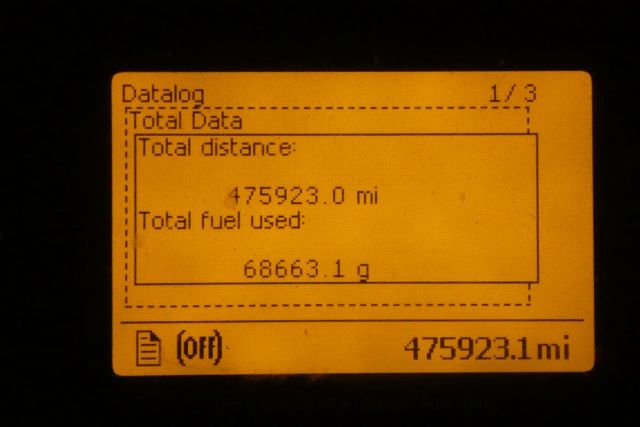 Datalog 1/3
Total Data
Total distance:
475923.0 mi
Total fuel used:
68663.1 g
(Off) 475923.1 mi